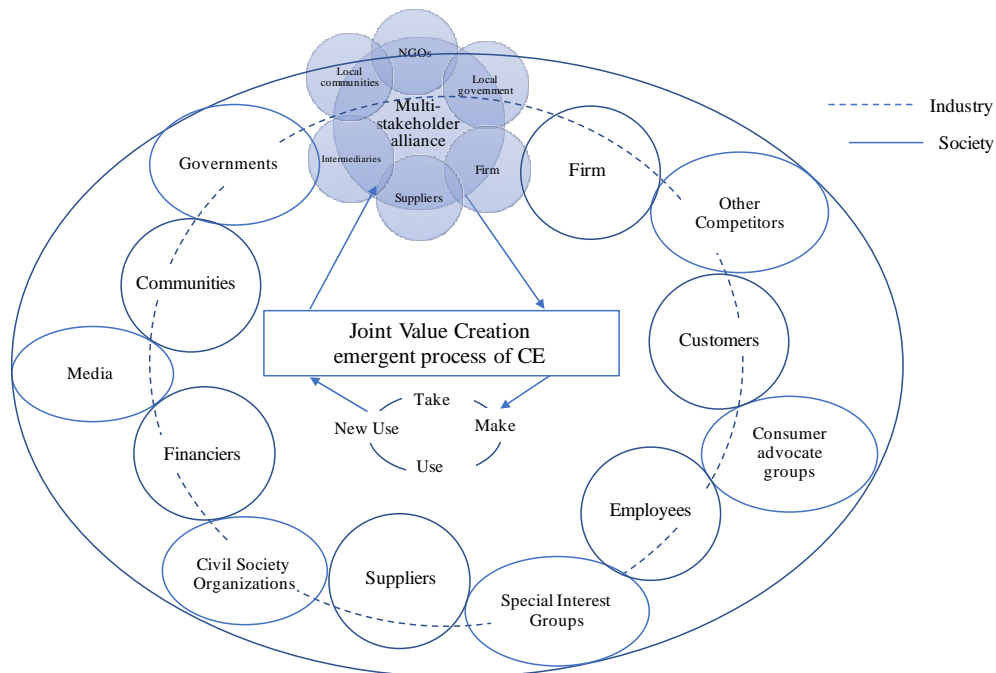 NGOs
Local
communities
Local
government
Multi-
stakeholder
alliance
Intermediaries
Firm
Suppliers
Industry
Society
Governments
Firm
Other
Competitors
Communities
Customers
Joint Value Creation
emergent process of CE
Media
Take
New Use
Make
Use
Consumer
advocate
groups
Financiers
Employees
Civil Society
Organizations
Suppliers
Special Interest
Groups